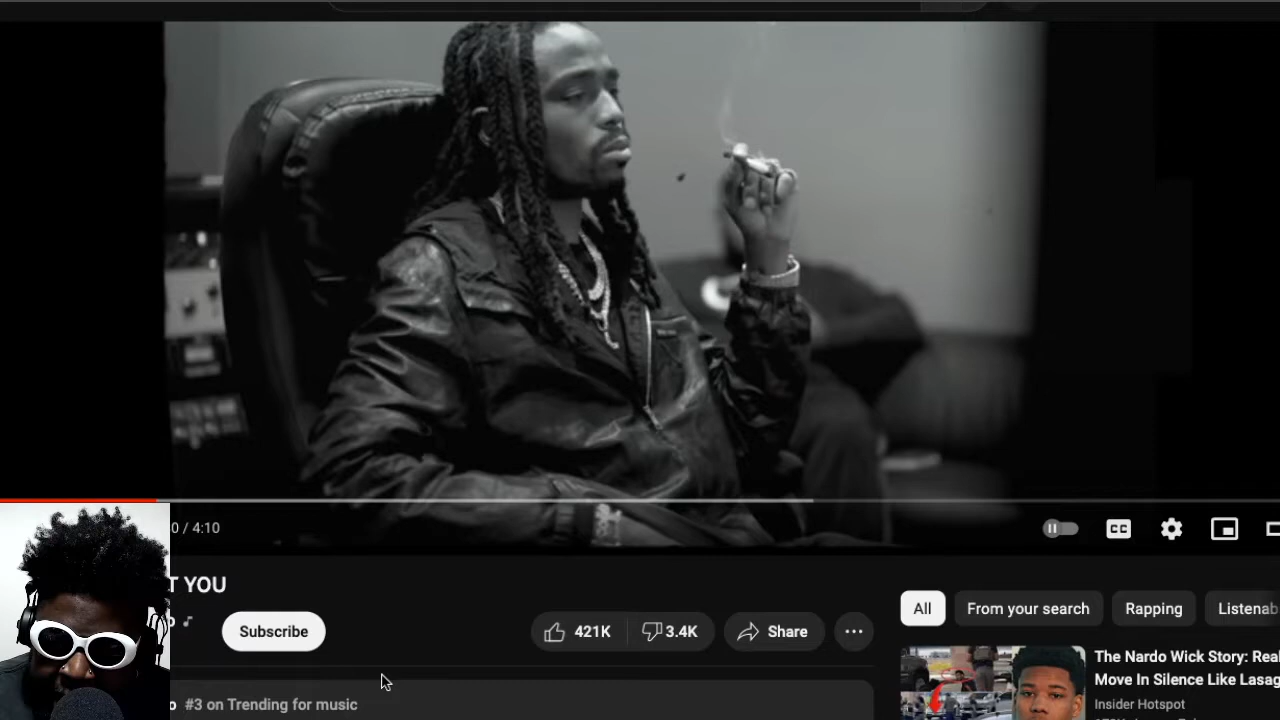 0 / 4:10
CC
T YOU
Subscribe
421K
3.4K
Share
All
From your search
Rapping
Listenab
o #3 on Trending for music
The Nardo Wick Story: Real
Move In Silence Like Lasag
Insider Hotspot